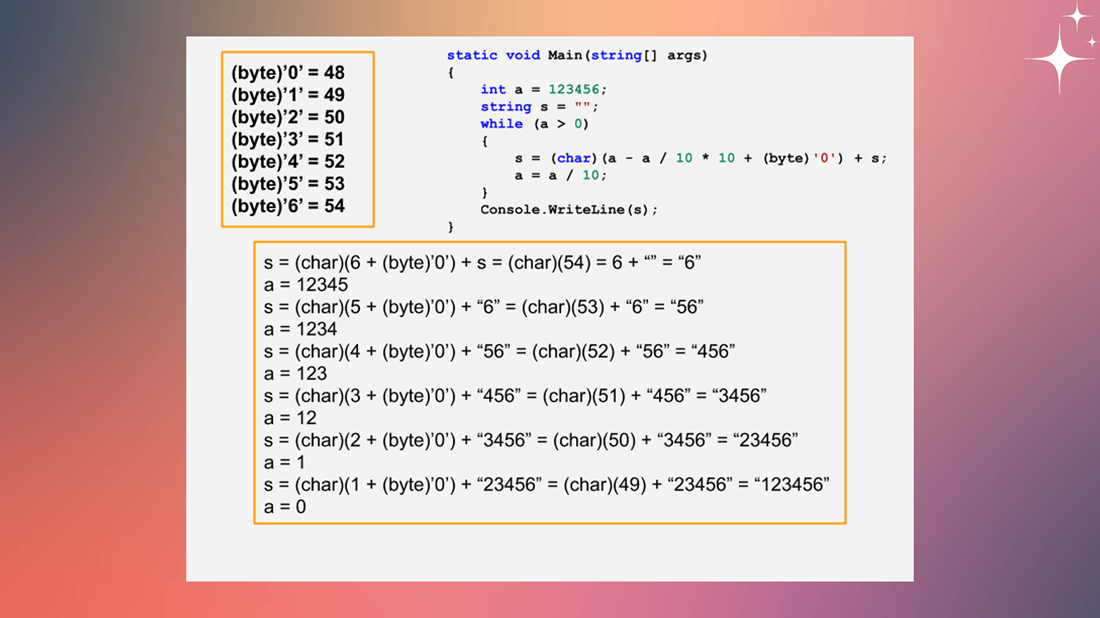 (byte)’0’ = 48
(byte)’1’ = 49
(byte)’2’ = 50
(byte)’3’ = 51
(byte)’4’ = 52
(byte)’5’ = 53
(byte)’6’ = 54
static void Main(string[] args)
{
int a = 123456;
string s = "";
while (a > 0)
{
s = (char)(a - a / 10 * 10 + (byte)'0') + s;
a = a / 10;
}
Console.WriteLine(s);
}
s = (char)(6 + (byte)’0’) + s = (char)(54) = 6 + “” = “6”
a = 12345
s = (char)(5 + (byte)’0’) + “6” = (char)(53) + “6” = “56”
a = 1234
s = (char)(4 + (byte)’0’) + “56” = (char)(52) + “56” = “456”
a = 123
s = (char)(3 + (byte)’0’) + “456” = (char)(51) + “456” = “3456”
a = 12
s = (char)(2 + (byte)’0’) + “3456” = (char)(50) + “3456” = “23456”
a = 1
s = (char)(1 + (byte)’0’) + “23456” = (char)(49) + “23456” = “123456”
a = 0